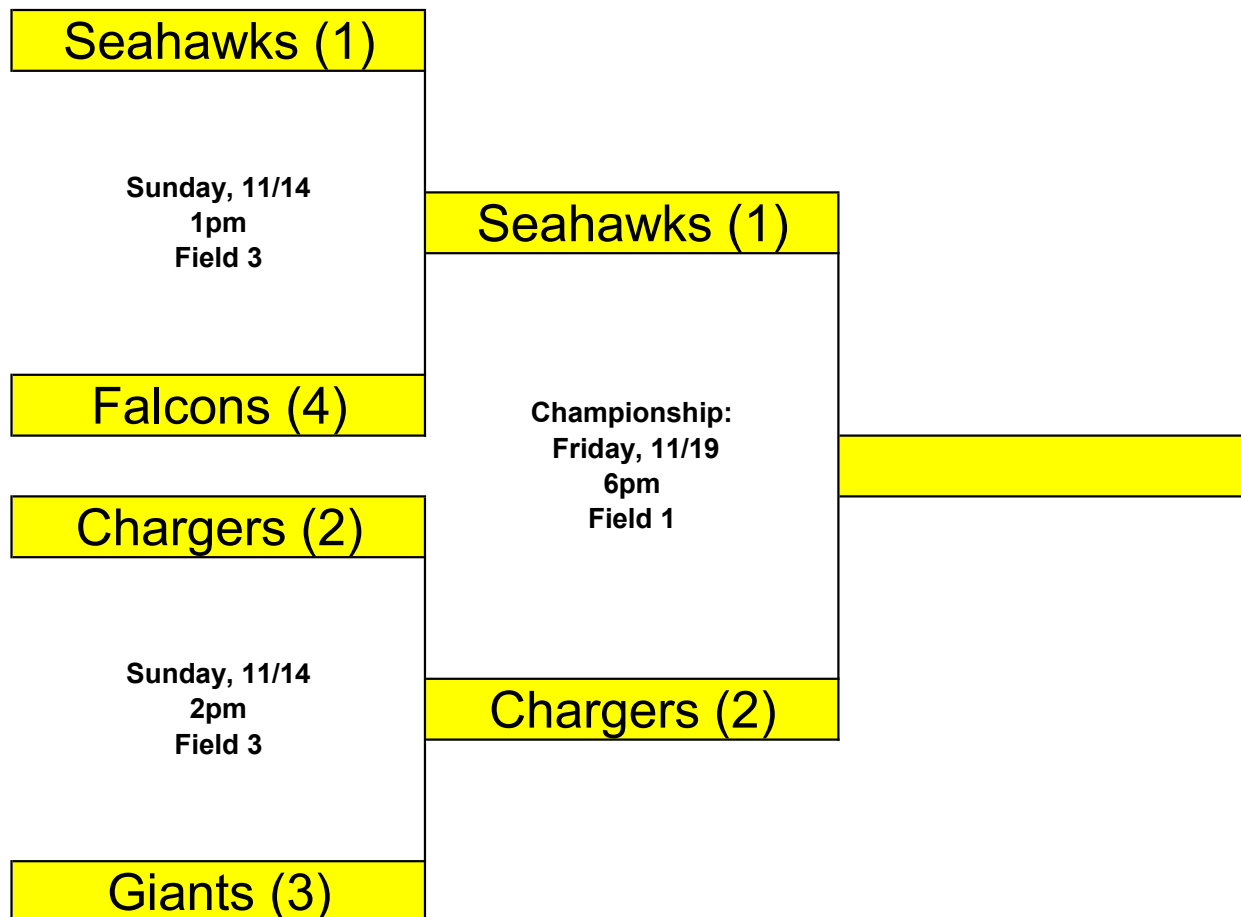 Seahawks (1)
Sunday, 11/14
1pm
Field 3
Falcons (4)
Seahawks (1)
Championship:
Friday, 11/19
6pm
Field 1
Chargers (2)
Sunday, 11/14
2pm
Field 3
Giants (3)
Chargers (2)